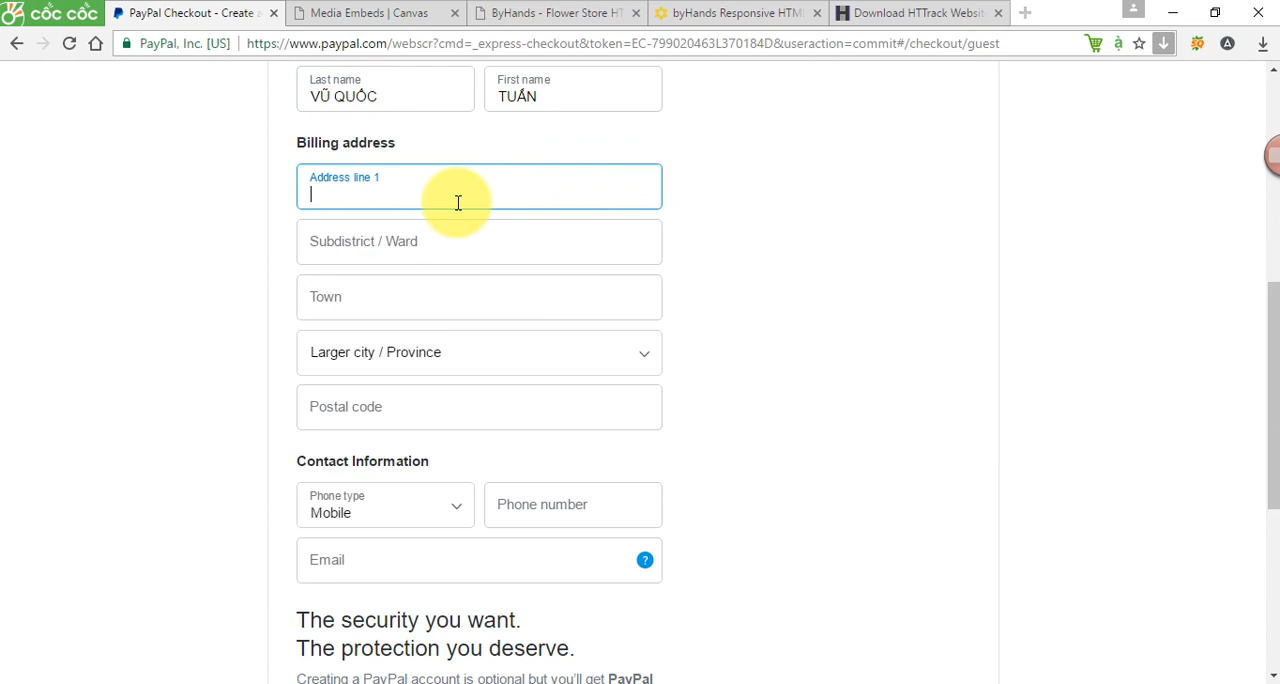 cốc cốc
PayPal Checkout - Create a
Media Embeds | Canvas
ByHands - Flower Store HT
byHands Responsive HTM
Download HTTrack Websit
PayPal, Inc. [US]
https://www.paypal.com/webscr?cmd=_express-checkout&token=EC-799020463L370184D&useraction=commit#/checkout/guest
Last name
VŨ QUỐC
First name
TUẤN
Billing address
Address line 1
Subdistrict / Ward
Town
Larger city / Province
Postal code
Contact Information
Phone type
Mobile
Phone number
Email
?
The security you want.
The protection you deserve.
Creating a PayPal account is optional but you'll get PayPal